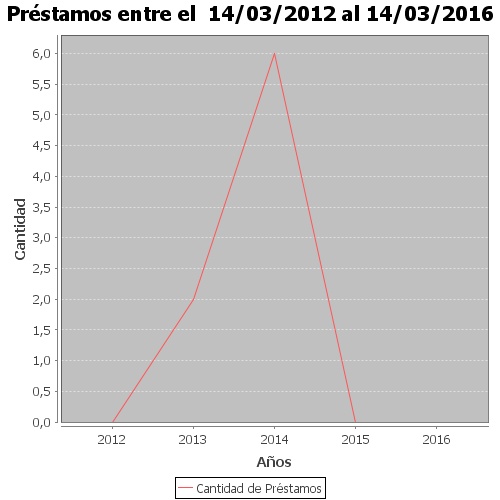 Préstamos entre el  14/03/2012 al 14/03/2016
6,0
5,5
5,0
4,5
4,0
3,5
3,0
2,5
2,0
1,5
1,0
0,5
0,0
Cantidad
2012 2013 2014 2015 2016
Años
Cantidad de Préstamos